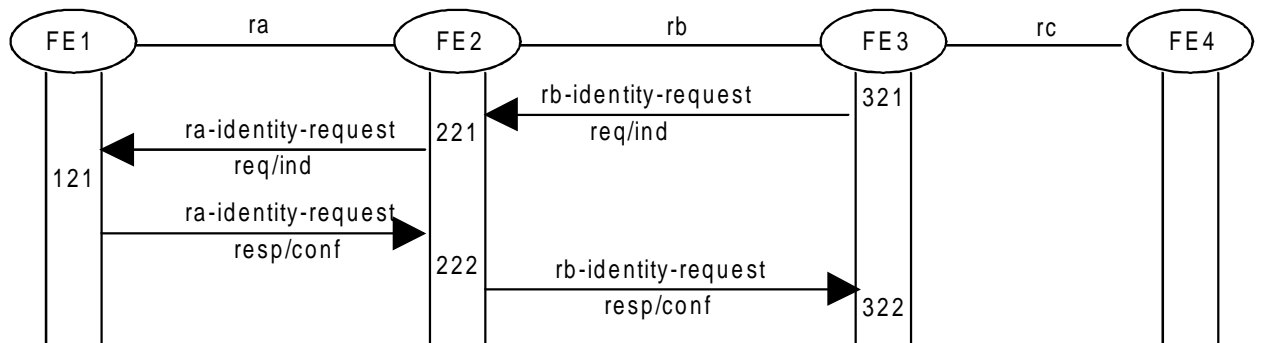 FE1 ra FE2 rb FE3 rc FE4
rb-identity-request
321
req/ind
ra-identity-request
221
req/ind
121
ra-identity-request
resp/conf
222
rb-identity-request
resp/conf
322